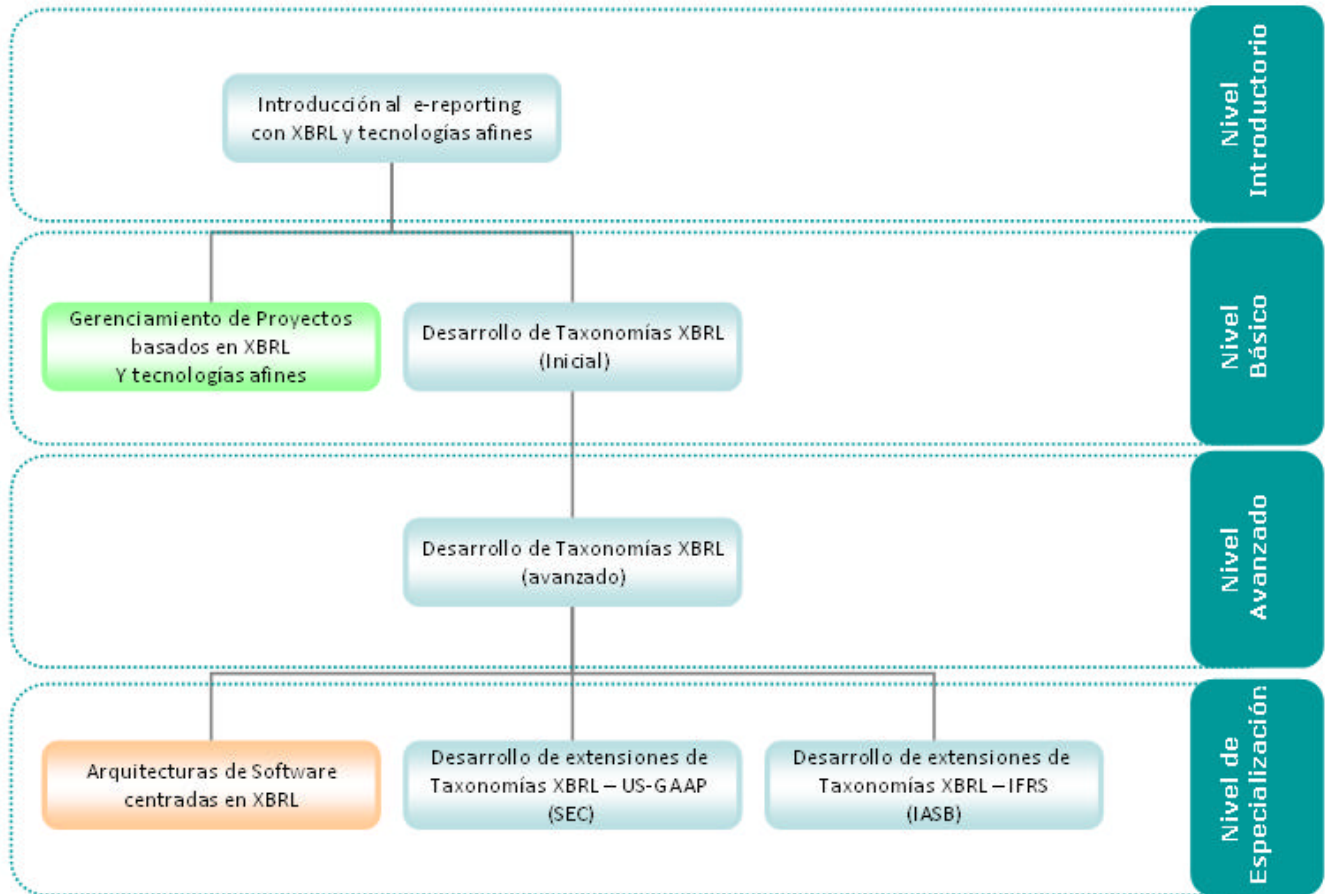 Introducción al e-reporting
con XBRL y tecnologías afines
Nivel
Introductorio
Gerenciamiento de Proyectos
basados en XBRL
Y tecnologías afines
Desarrollo de Taxonomías XBRL
(Inicial)
Nivel
Básico
Desarrollo de Taxonomías XBRL
(avanzado)
Nivel
Avanzado
Arquitecturas de Software
centradas en XBRL
Desarrollo de extensiones de
Taxonomías XBRL – US-GAAP
(SEC)
Desarrollo de extensiones de
Taxonomías XBRL – IFRS
(IASB)
Nivel de
Especialización